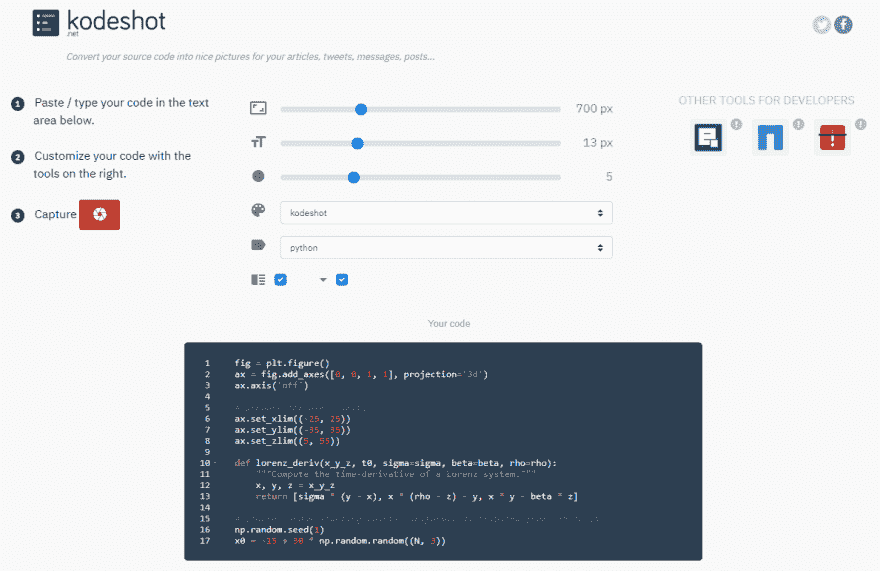 kodeshot
.net
Convert your source code into nice pictures for your articles, tweets, messages, posts...
1 Paste / type your code in the text
area below.
2 Customize your code with the
tools on the right.
3 Capture
700 px
13 px
5
kodeshot
python
OTHER TOOLS FOR DEVELOPERS
Your code
1 fig = plt.figure()
2 ax = fig.add_axes([0, 0, 1, 1], projection='3d')
3 ax.axis('off')
4
5
6 ax.set_xlim((-25, 25))
7 ax.set_ylim((-35, 35))
8 ax.set_zlim((5, 55))
9
10 def lorenz_deriv(x_y_z, t0, sigma=sigma, beta=beta, rho=rho):
11 """Compute the time-derivative of a Lorenz system."""
12 x, y, z = x_y_z
13 return [sigma * (y - x), x * (rho - z) - y, x * y - beta * z]
14
15
16 np.random.seed(1)
17 x0 = -15 + 30 * np.random.random((N, 3))